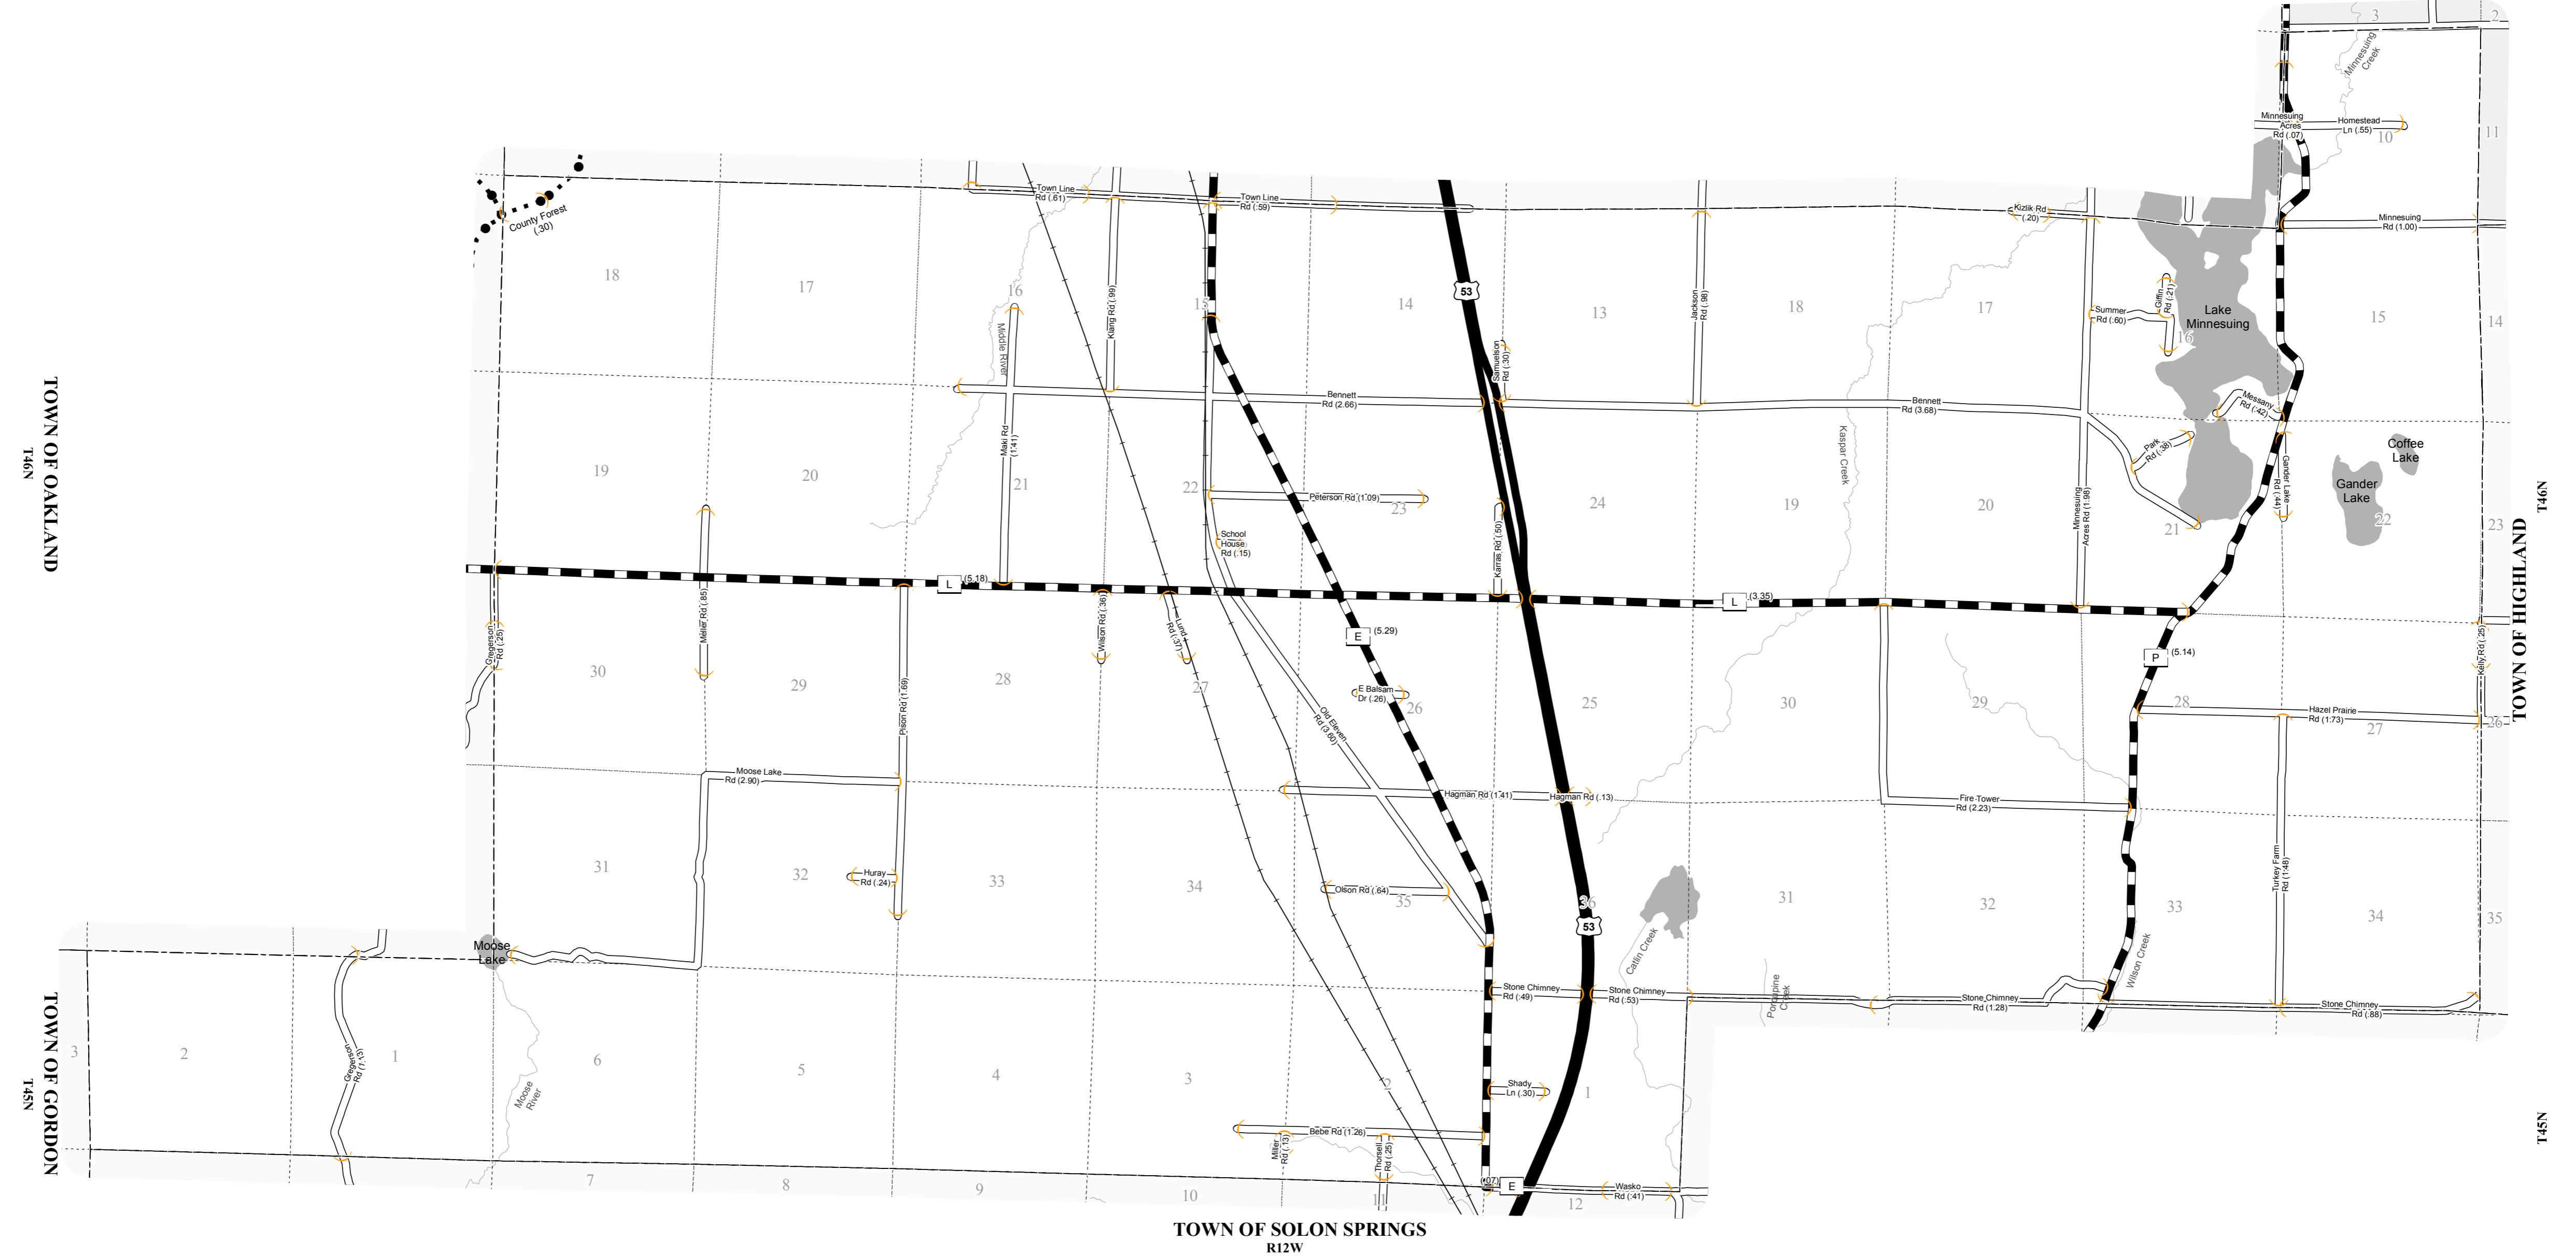 3
2
Minnesuing
Creek
Minnesuing
Acres
Rd (.07)
Homestead
Ln (.55)
10
11
County Forest
(.30)
Town Line
Rd (.61)
Town Line
Rd (.59)
Kizlik Rd
(.20)
Minnesuing
Rd (1.00)
18
17
16
15
14
13
18
17
16
15
14
53
Middle River
Klang Rd (.99)
Samuelson
Rd (.30)
Jackson
Rd (.98)
Summer
Rd (.60)
Giffin
Rd (.21)
Lake
Minnesuing
Bennett
Rd (2.66)
Bennett
Rd (3.68)
Messany
Rd (.42)
Park
Rd (.38)
Coffee
Lake
Gander
Lake
Gander Lake
Rd (.44)
TOWN OF OAKLAND
T46N
19
20
21
22
23
24
19
20
21
22
23
Maki Rd
(1.41)
Kaspar Creek
Peterson Rd (1.09)
School
House
Rd (.15)
Karras Rd (.50)
Minnesuing
Acres Rd (1.98)
T46N
TOWN OF HIGHLAND
L
(5.18)
L
(3.35)
Gregerson
Rd (.25)
Meller Rd (.85)
Wilson Rd (.36)
Lund
Rd (.37)
E
(5.29)
P
(5.14)
Kelly Rd (.25)
30
29
28
27
26
25
30
29
28
27
26
Pison Rd (1.69)
E Balsam
Dr (.26)
Old Eleven
Rd (3.60)
Hazel Prairie
Rd (1.73)
Moose Lake
Rd (2.90)
Hagman Rd (1.41)
Hagman Rd (.13)
Fire Tower
Rd (2.23)
31
32
33
34
35
36
31
32
33
34
35
Huray
Rd (.24)
Olson Rd (.64)
Turkey Farm
Rd (1.48)
53
Catlin Creek
Porcupine
Creek
Wilson Creek
Moose
Lake
Stone Chimney
Rd (.49)
Stone Chimney
Rd (.53)
Stone Chimney
Rd (1.28)
Stone Chimney
Rd (.88)
TOWN OF GORDON
T45N
3
2
1
6
5
4
3
2
1
Gregerson
Rd (1.13)
Moose
River
Shady
Ln (.30)
Bebe Rd (1.26)
Miller
Rd (.13)
Thorsell
Rd (.25)
T45N
7
8
9
10
11
12
(.07)
E
Wasko
Rd (.41)
TOWN OF SOLON SPRINGS
R12W